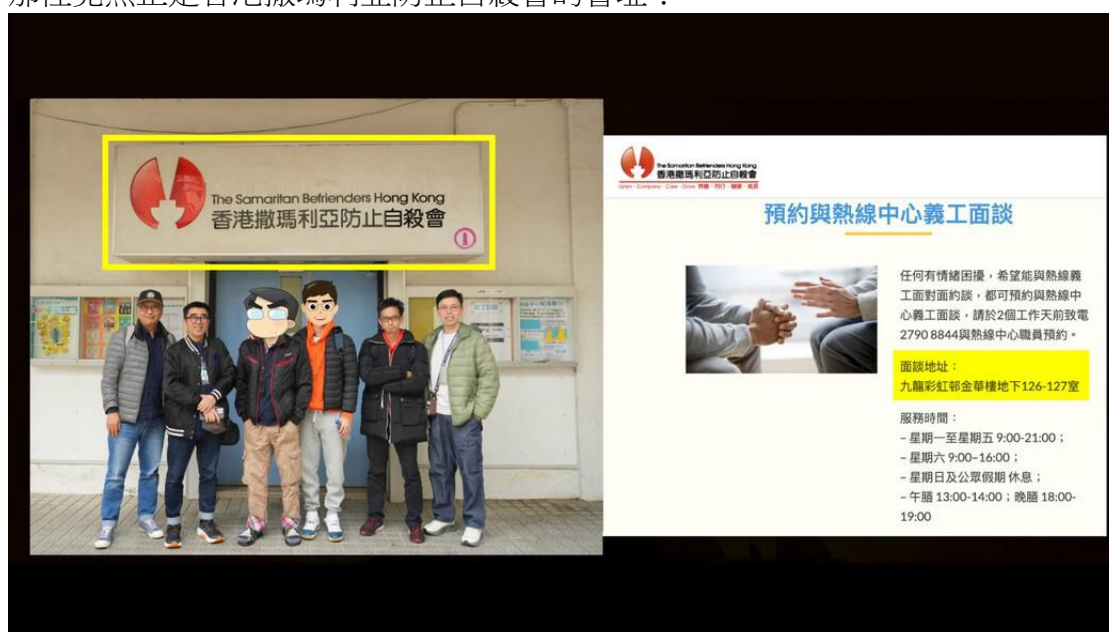 The Samaritan Befrienders Hong Kong
香港撒瑪利亞防止自殺會
1
The Samaritan Befrienders Hong Kong
香港撒瑪利亞防止自殺會
預約與熱線中心義工面談
任何有情緒困擾，希望能與熱線義
工面對面約談，都可預約與熱線中
心義工面談，請於2個工作天前致電
2790 8844與熱線中心職員預約。
面談地址：
九龍彩虹邨金華樓地下126-127室
服務時間：
– 星期一至星期五 9:00-21:00；
– 星期六 9:00–16:00；
– 星期日及公眾假期 休息；
– 午膳 13:00-14:00；晚膳 18:00-
19:00